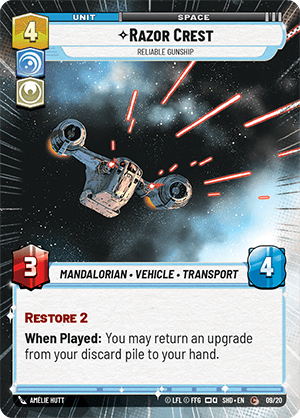 UNIT SPACE
4
✧RAZOR CREST
RELIABLE GUNSHIP
3
MANDALORIAN • VEHICLE • TRANSPORT
4
RESTORE 2
When Played: You may return an upgrade
from your discard pile to your hand.
AMÉLIE HUTT © LFL © FFG SHD • EN C 09/20